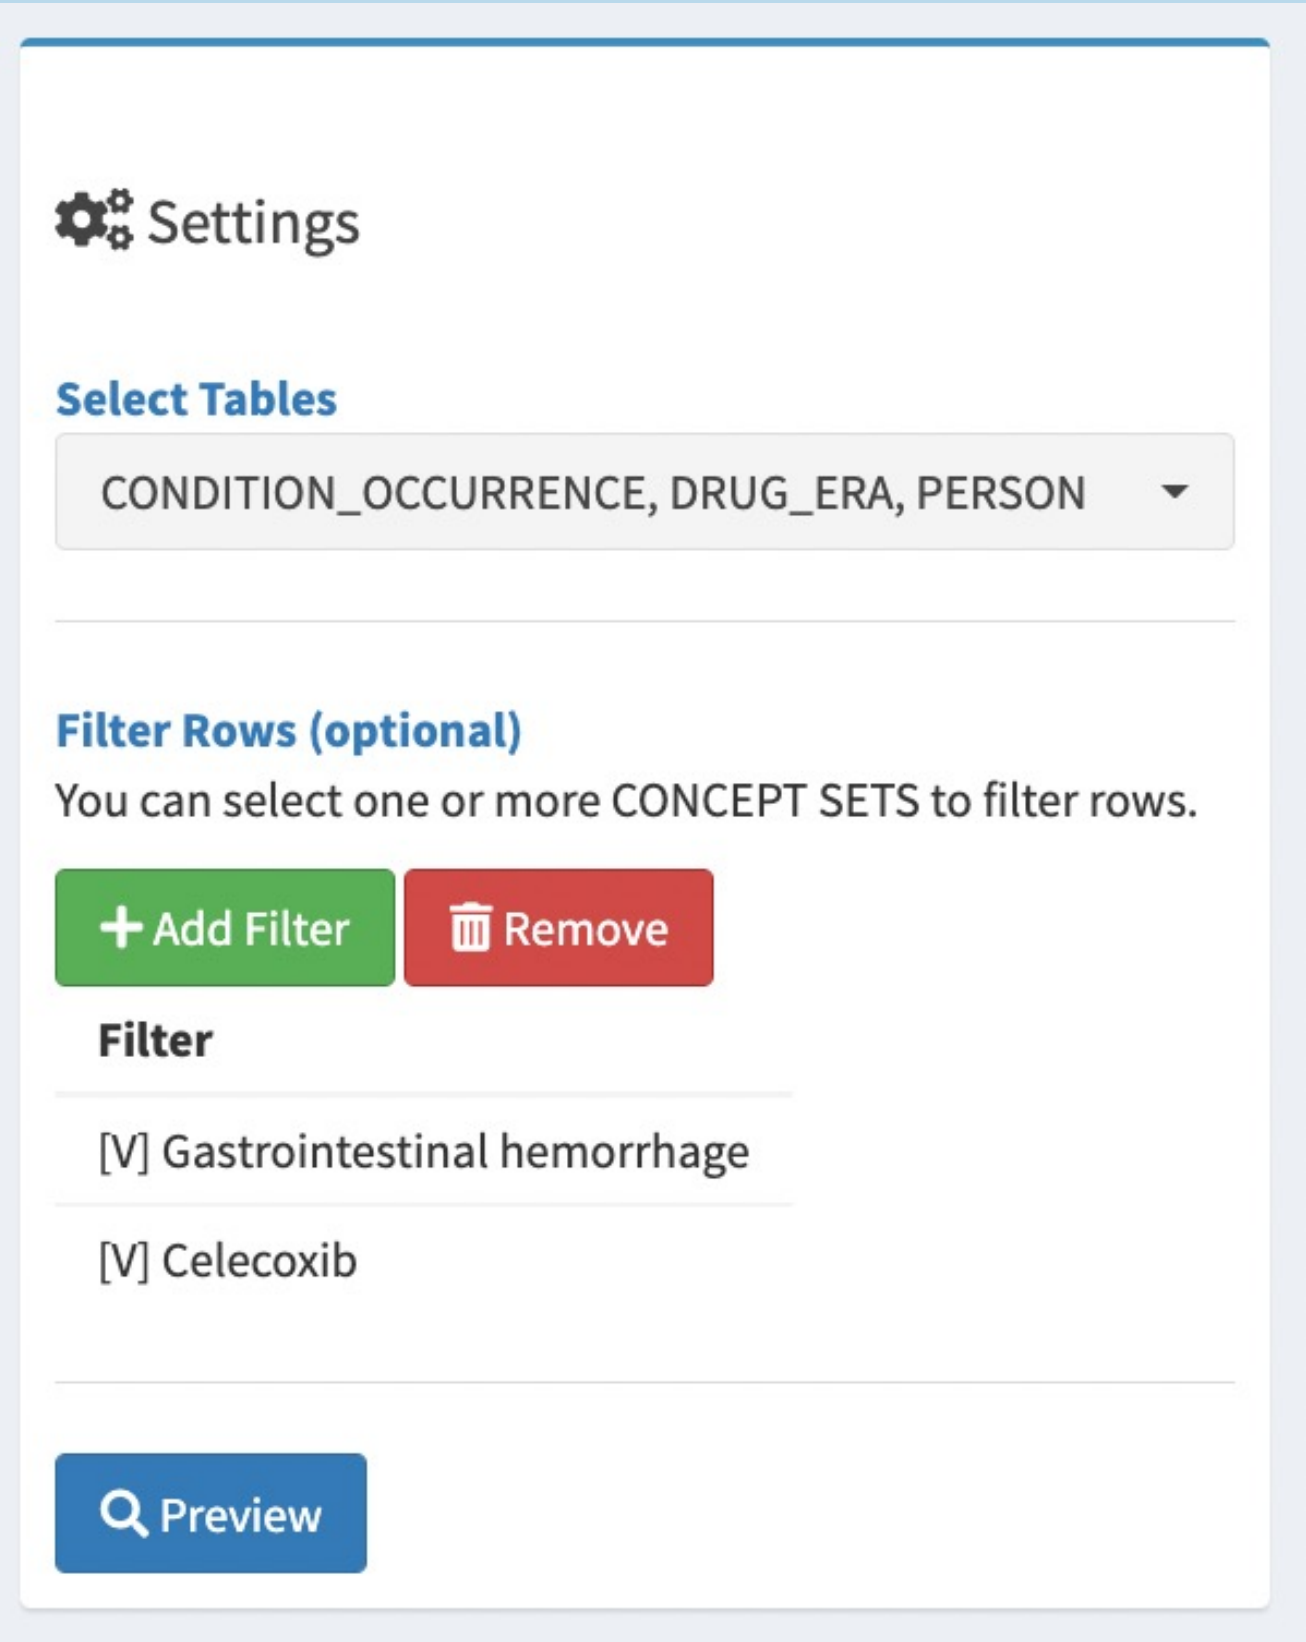 Settings
Select Tables
CONDITION_OCCURRENCE, DRUG_ERA, PERSON
Filter Rows (optional)
You can select one or more CONCEPT SETS to filter rows.
Add Filter
Remove
Filter
[V] Gastrointestinal hemorrhage
[V] Celecoxib
Preview